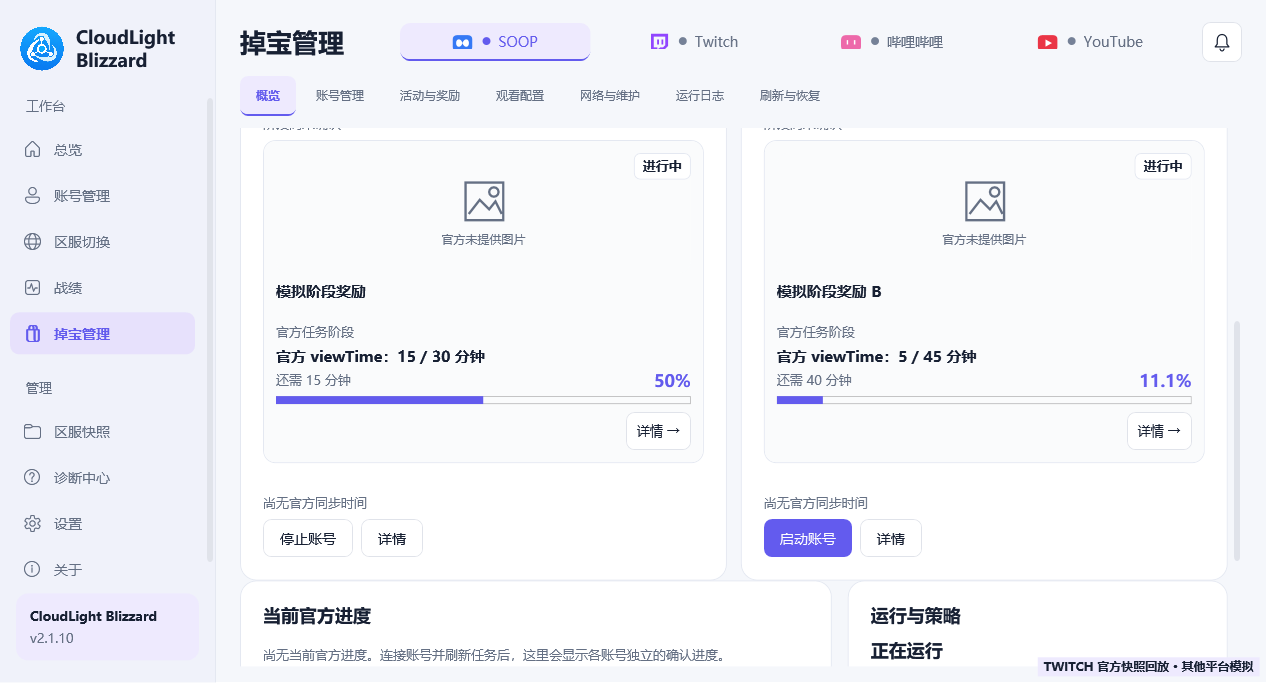 CloudLight
Blizzard
工作台
总览
账号管理
区服切换
战绩
掉宝管理
管理
区服快照
诊断中心
设置
关于
CloudLight Blizzard
v2.1.10
掉宝管理
SOOP
Twitch
哔哩哔哩
YouTube
概览
账号管理
活动与奖励
观看配置
网络与维护
运行日志
刷新与恢复
进行中
官方未提供图片
模拟阶段奖励
官方任务阶段
官方 viewTime：15 / 30 分钟
还需 15 分钟
50%
详情 →
尚无官方同步时间
停止账号
详情
进行中
官方未提供图片
模拟阶段奖励 B
官方任务阶段
官方 viewTime：5 / 45 分钟
还需 40 分钟
11.1%
详情 →
尚无官方同步时间
启动账号
详情
当前官方进度
尚无当前官方进度。连接账号并刷新任务后，这里会显示各账号独立的确认进度。
运行与策略
正在运行
TWITCH 官方快照回放 • 其他平台模拟